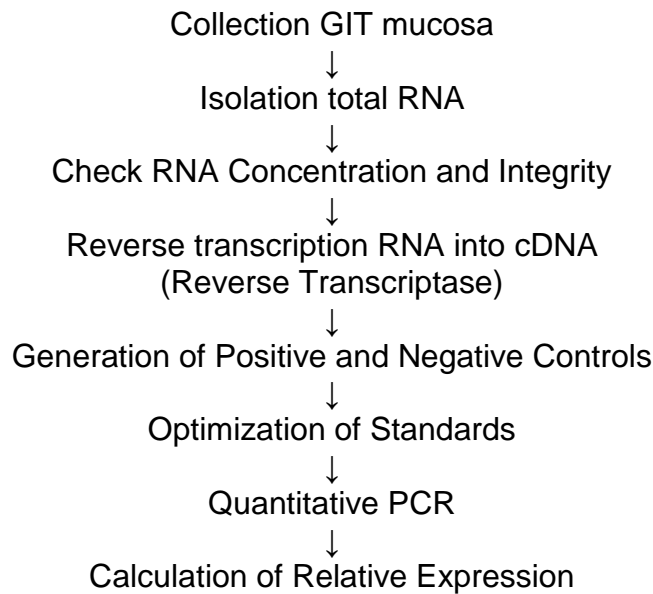 Collection GIT mucosa
↓
Isolation total RNA
↓
Check RNA Concentration and Integrity
↓
Reverse transcription RNA into cDNA
(Reverse Transcriptase)
↓
Generation of Positive and Negative Controls
↓
Optimization of Standards
↓
Quantitative PCR
↓
Calculation of Relative Expression